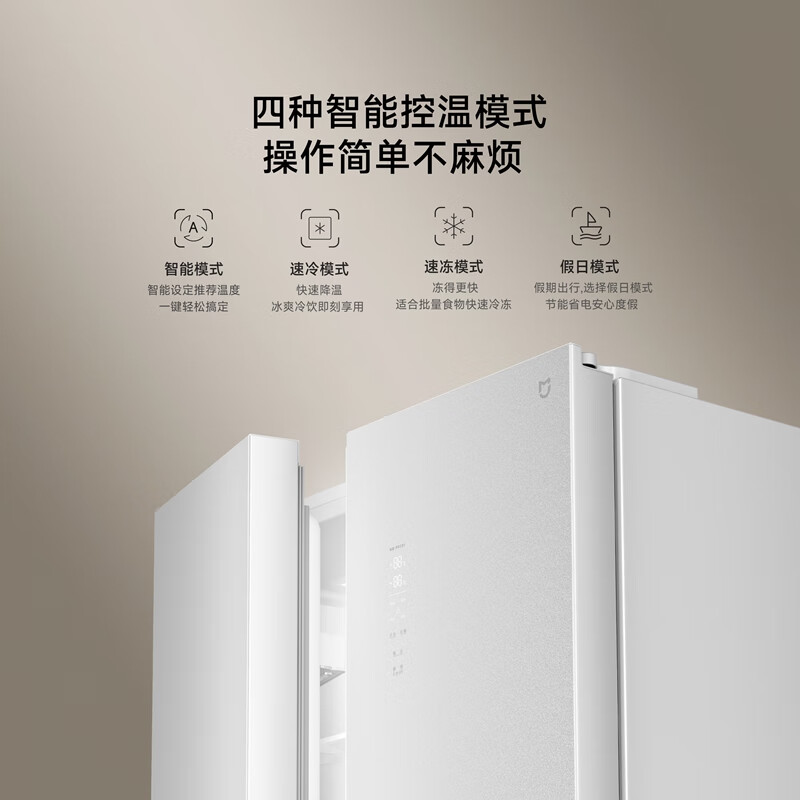 四种智能控温模式
操作简单不麻烦
A
智能模式
速冷模式
速冻模式
假日模式
智能设定推荐温度
一键轻松搞定
快速降温
冰爽冷饮即刻享用
冻得更快
适合批量食物快速冷冻
假期出行,选择假日模式
节能省电安心度假
88
88